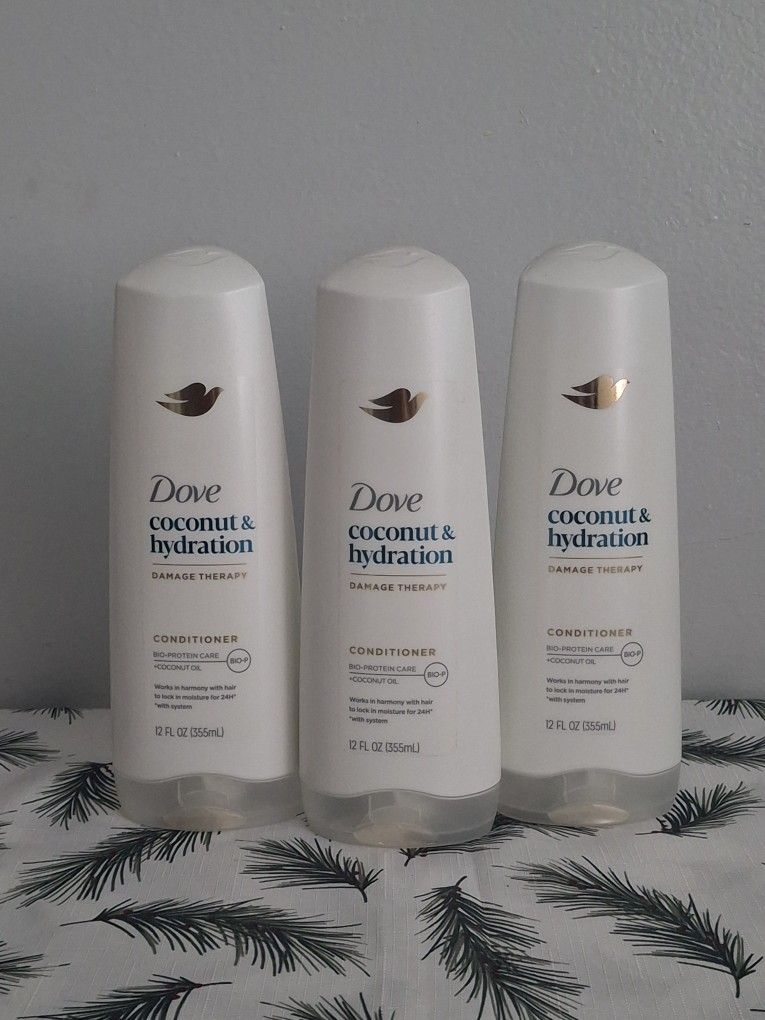 Dove
coconut &
hydration
DAMAGE THERAPY
CONDITIONER
BIO-PROTEIN CARE
+COCONUT OIL
BIO-P
Works in harmony with hair
to lock in moisture for 24H*
*with system
12 FL OZ (355mL)
Dove
coconut &
hydration
DAMAGE THERAPY
CONDITIONER
BIO-PROTEIN CARE
+COCONUT OIL
BIO-P
Works in harmony with hair
to lock in moisture for 24H*
*with system
12 FL OZ (355mL)
Dove
coconut &
hydration
DAMAGE THERAPY
CONDITIONER
BIO-PROTEIN CARE
+COCONUT OIL
BIO-P
Works in harmony with hair
to lock in moisture for 24H*
*with system
12 FL OZ (355mL)